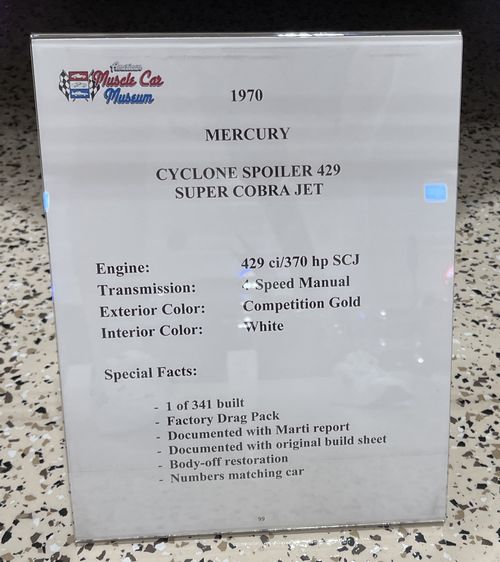 American
Muscle Car
Museum
1970
MERCURY
CYCLONE SPOILER 429
SUPER COBRA JET
Engine: 429 ci/370 hp SCJ
Transmission: 4 Speed Manual
Exterior Color: Competition Gold
Interior Color: White
Special Facts:
- 1 of 341 built
- Factory Drag Pack
- Documented with Marti report
- Documented with original build sheet
- Body-off restoration
- Numbers matching car
99